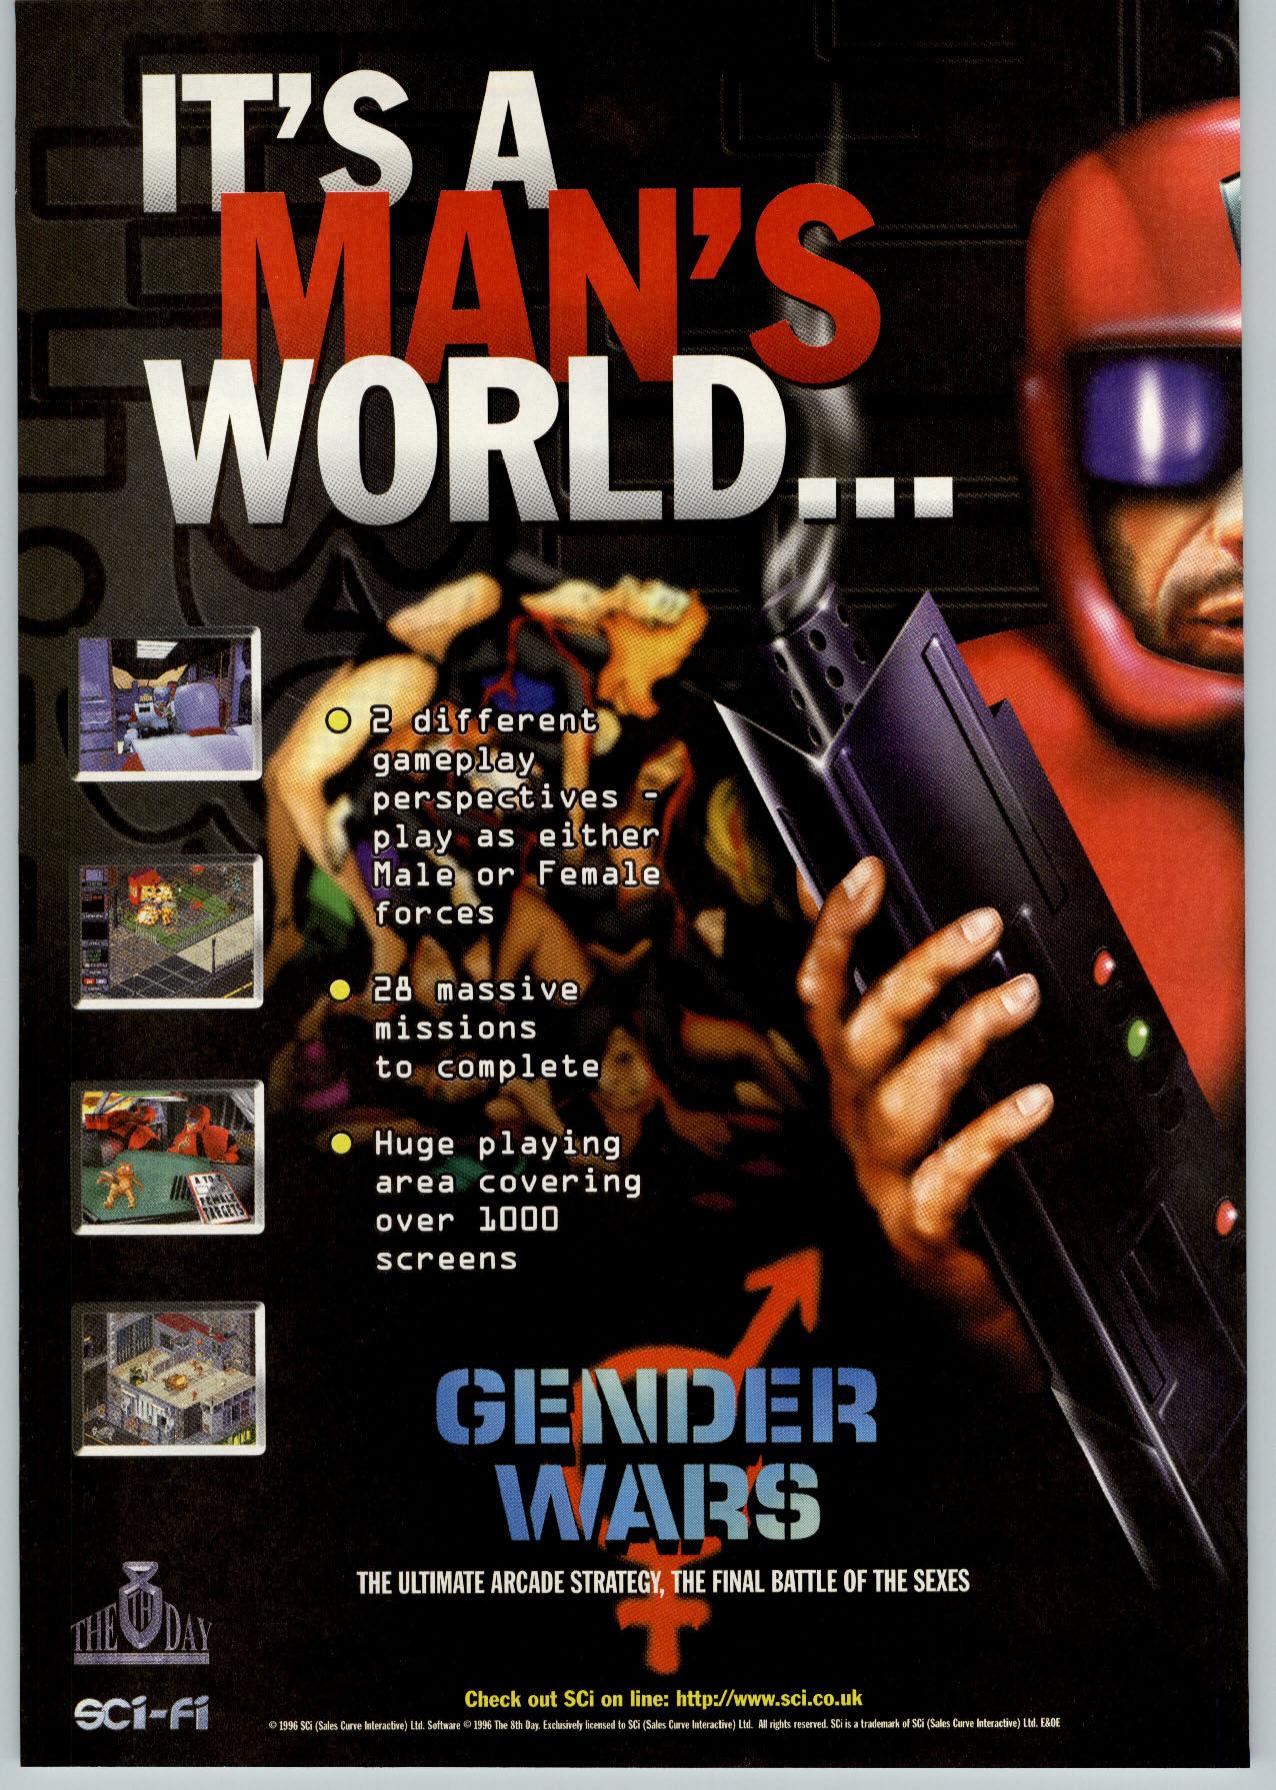 IT'S A
MAN'S
WORLD...
2 different
gameplay
perspectives -
play as either
Male or Female
forces
28 massive
missions
to complete
Huge playing
area covering
over 1000
screens
FEMALE
TARGETS
GENDER
WARS
THE ULTIMATE ARCADE STRATEGY, THE FINAL BATTLE OF THE SEXES
THE 8TH DAY
SCi-Fi
Check out SCi on line: http://www.sci.co.uk
© 1996 SCi (Sales Curve Interactive) Ltd. Software © 1996 The 8th Day. Exclusively licensed to SCi (Sales Curve Interactive) Ltd. All rights reserved. SCi is a trademark of SCi (Sales Curve Interactive) Ltd. E&OE